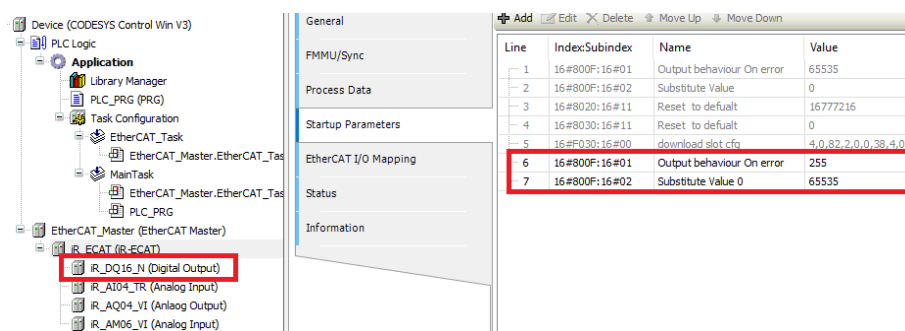 Device (CODESYS Control Win V3)
PLC Logic
Application
Library Manager
PLC_PRG (PRG)
Task Configuration
EtherCAT_Task
EtherCAT_Master.EtherCAT_Tas
MainTask
EtherCAT_Master.EtherCAT_Tas
PLC_PRG
EtherCAT_Master (EtherCAT Master)
iR_ECAT (iR-ECAT)
iR_DQ16_N (Digital Output)
iR_AI04_TR (Analog Input)
iR_AQ04_VI (Anlaog Output)
iR_AM06_VI (Analog Input)
General
FMMU/Sync
Process Data
Startup Parameters
EtherCAT I/O Mapping
Status
Information
Add Edit Delete Move Up Move Down
Line Index:Subindex Name Value
1 16#800F:16#01 Output behaviour On error 65535
2 16#800F:16#02 Substitute Value 0
3 16#8020:16#11 Reset to defualt 16777216
4 16#8030:16#11 Reset to defualt 0
5 16#F030:16#00 download slot cfg 4,0,82,2,0,0,38,4,0
6 16#800F:16#01 Output behaviour On error 255
7 16#800F:16#02 Substitute Value 0 65535